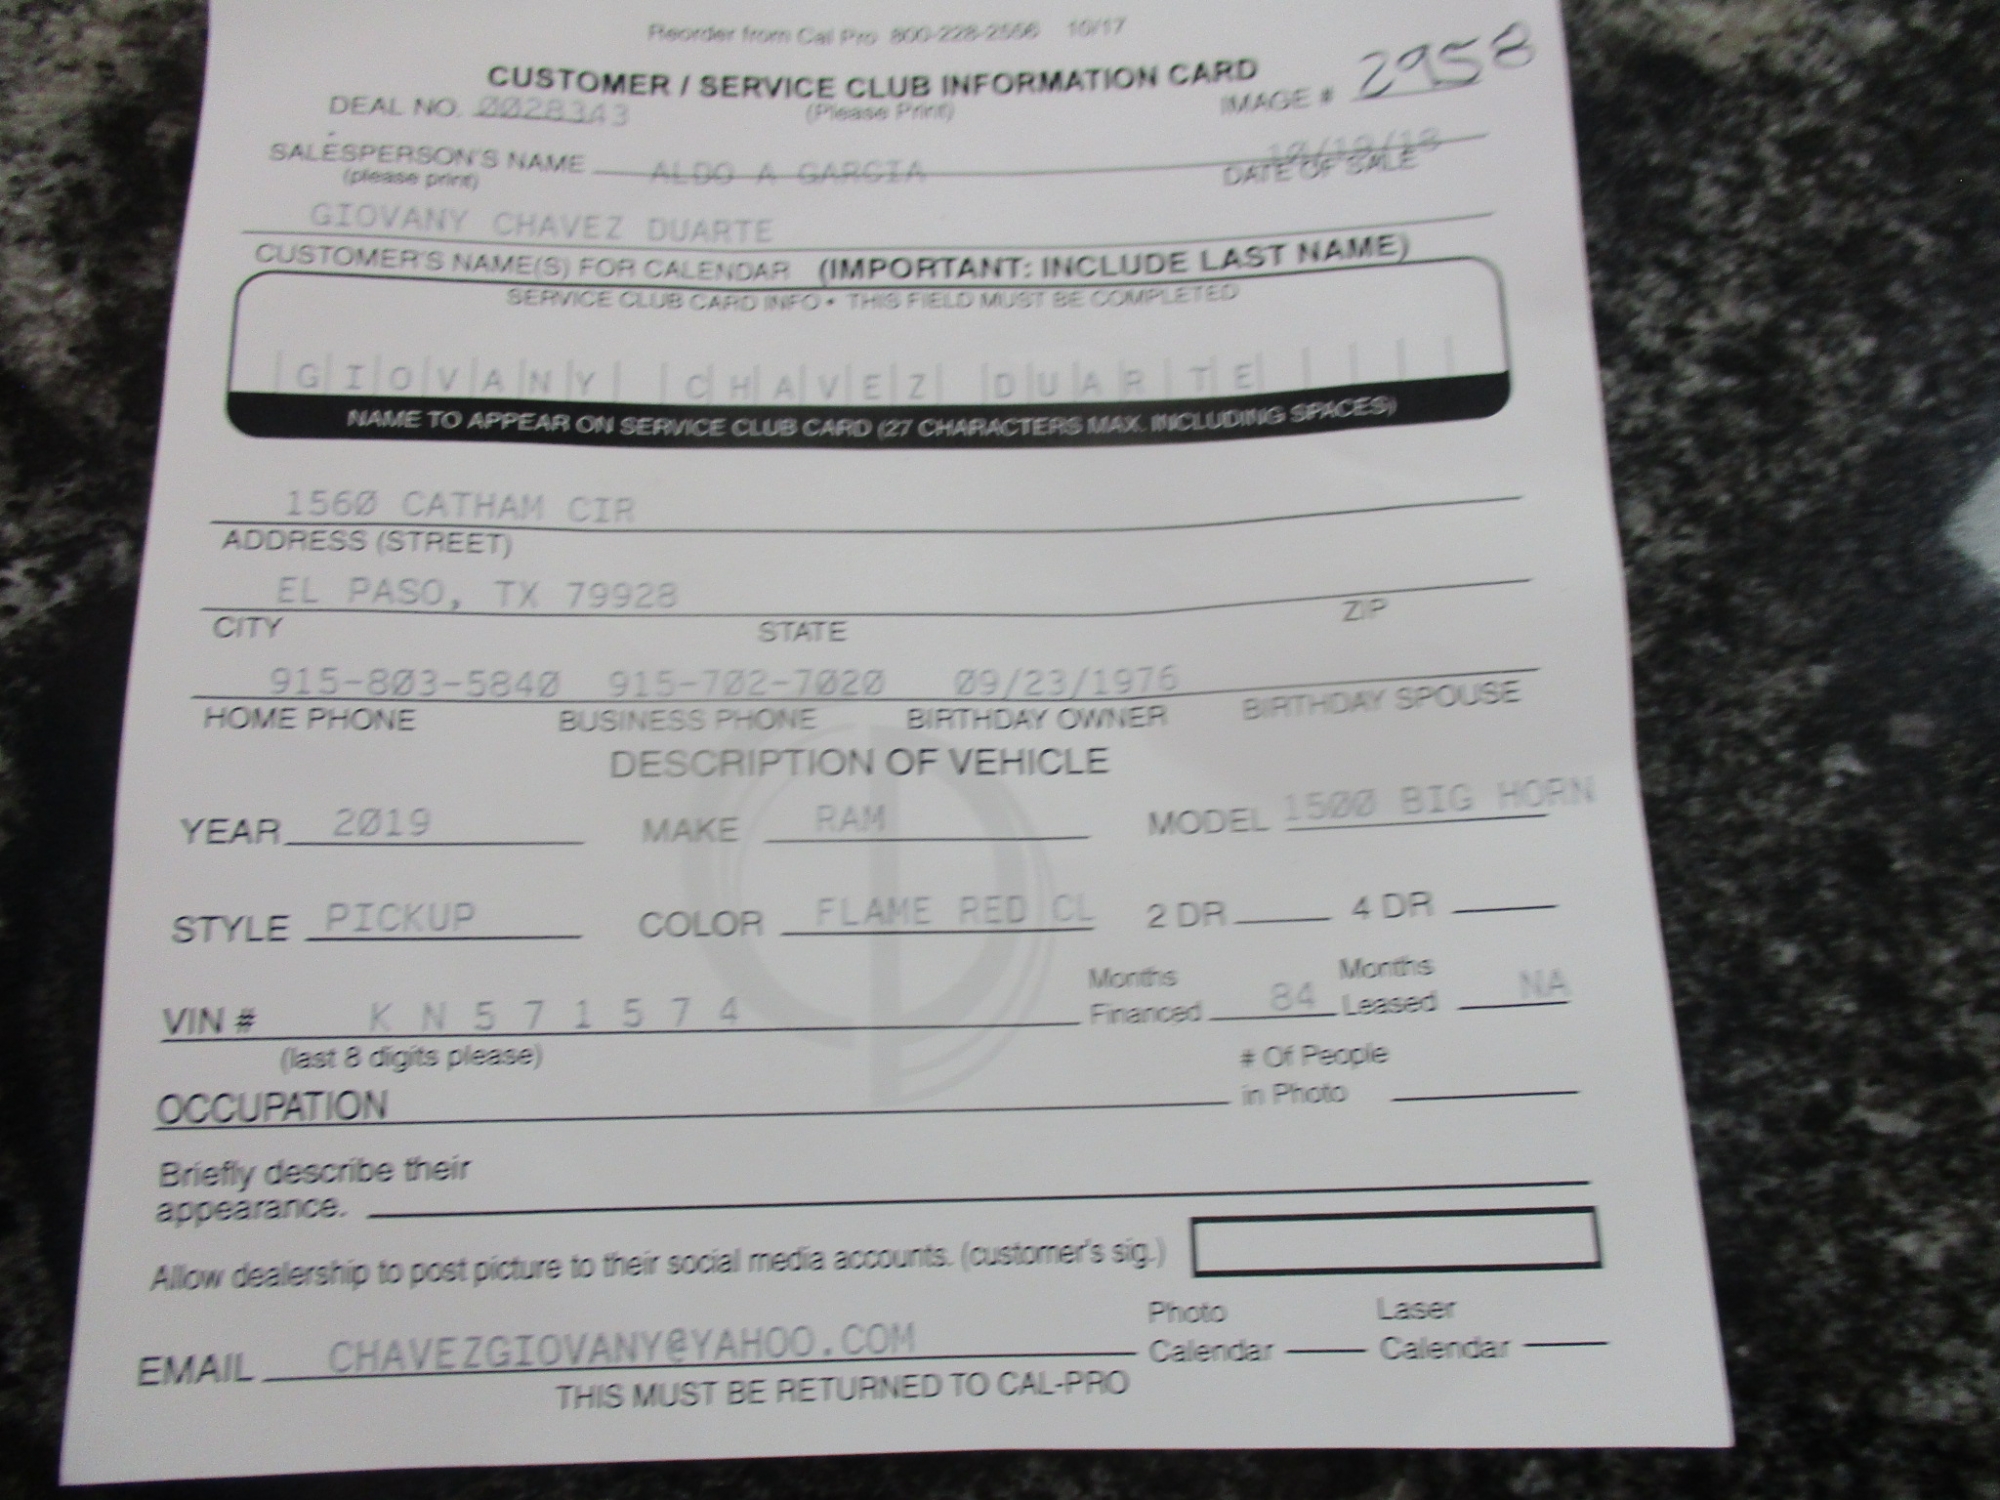 Reorder from Cal Pro 800-228-2556 10/17
CUSTOMER / SERVICE CLUB INFORMATION CARD
(Please Print)
DEAL NO. 0028343
IMAGE # 2958
SALESPERSON'S NAME ALDO A GARCIA
(please print)
DATE OF SALE
GIOVANY CHAVEZ DUARTE
CUSTOMER'S NAME(S) FOR CALENDAR (IMPORTANT: INCLUDE LAST NAME)
SERVICE CLUB CARD INFO • THIS FIELD MUST BE COMPLETED
GIOVANY CHAVEZ DUARTE
NAME TO APPEAR ON SERVICE CLUB CARD (27 CHARACTERS MAX. INCLUDING SPACES)
1560 CATHAM CIR
ADDRESS (STREET)
EL PASO, TX 79928
CITY STATE ZIP
915-803-5840 915-702-7020 09/23/1976
HOME PHONE BUSINESS PHONE BIRTHDAY OWNER BIRTHDAY SPOUSE
DESCRIPTION OF VEHICLE
YEAR 2019 MAKE RAM MODEL 1500 BIG HORN
STYLE PICKUP COLOR FLAME RED CL 2 DR 4 DR
VIN # K N 5 7 1 5 7 4 Months Financed 84 Months Leased NA
(last 8 digits please)
OCCUPATION # Of People in Photo
Briefly describe their
appearance.
Allow dealership to post picture to their social media accounts. (customer's sig.)
EMAIL CHAVEZGIOVANY@YAHOO.COM Photo Calendar Laser Calendar
THIS MUST BE RETURNED TO CAL-PRO